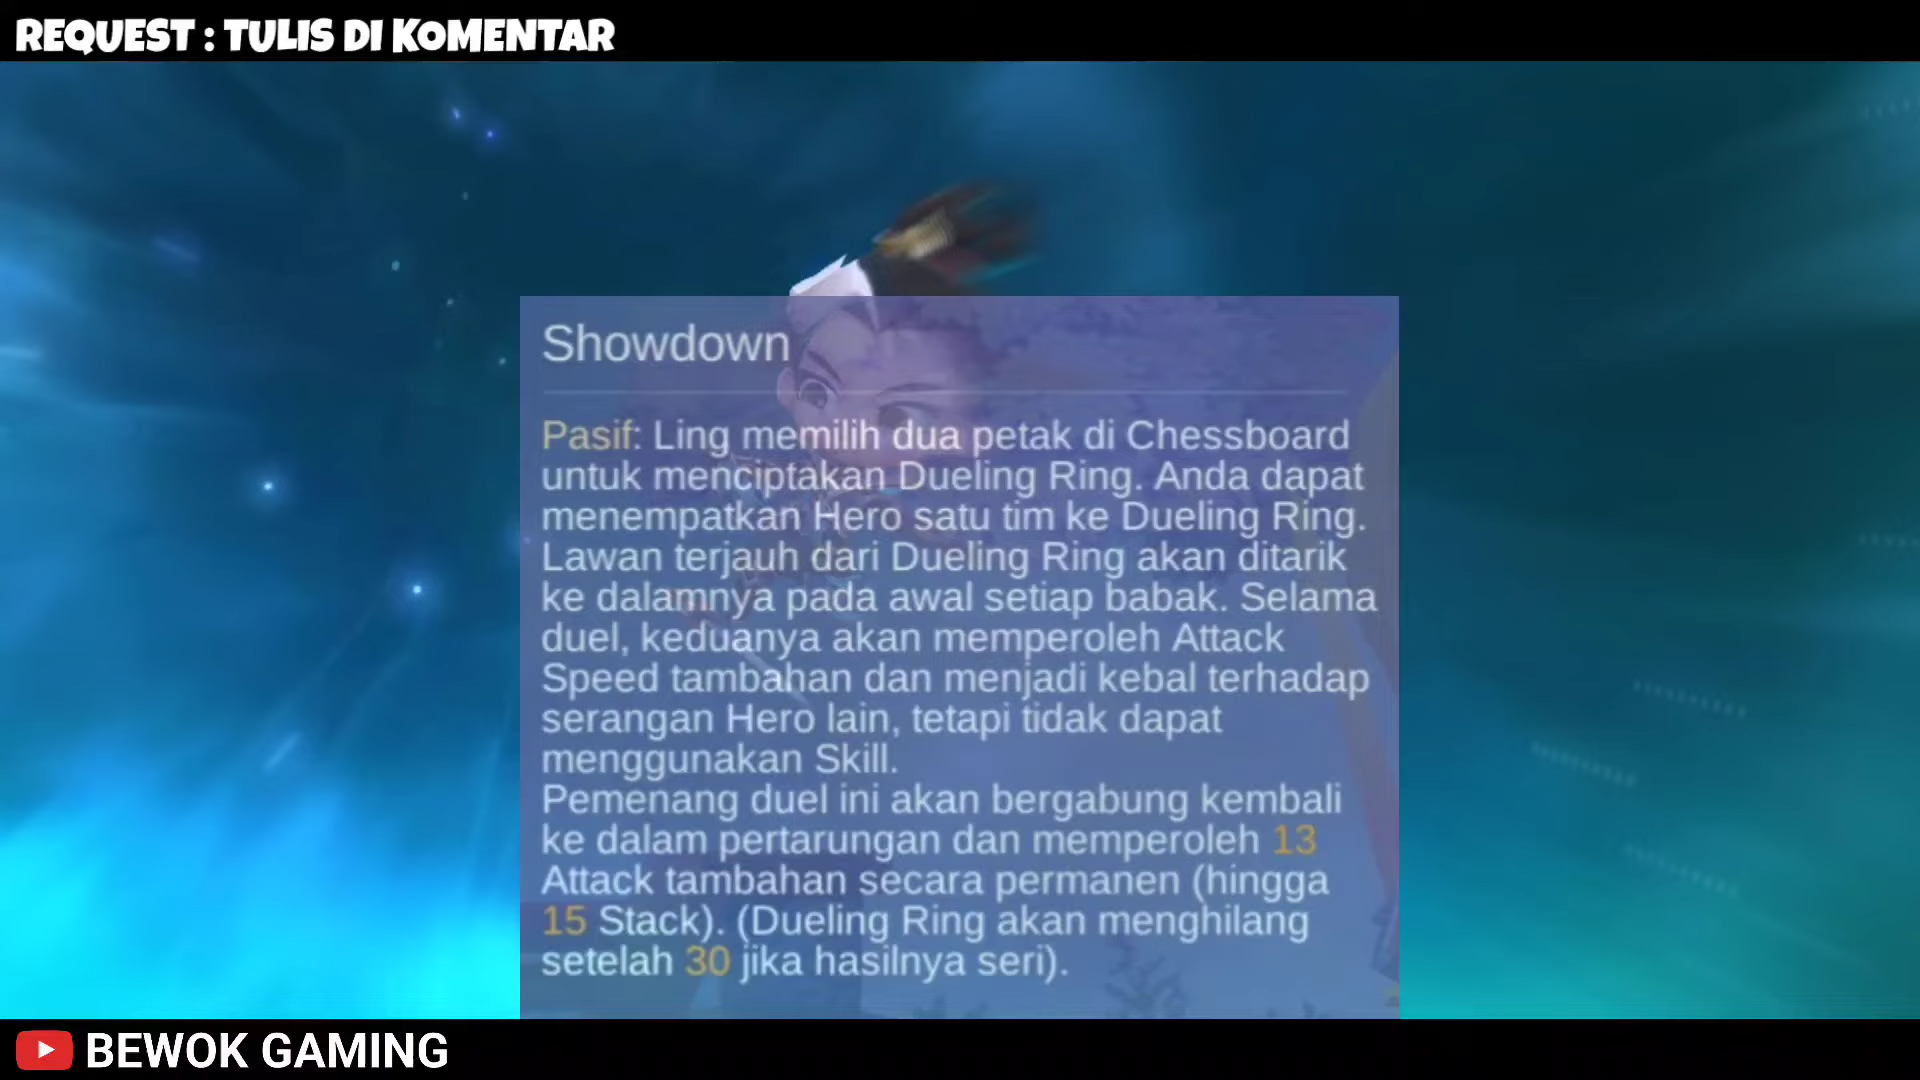 REQUEST : TULIS DI KOMENTAR
Showdown
Pasif: Ling memilih dua petak di Chessboard
untuk menciptakan Dueling Ring. Anda dapat
menempatkan Hero satu tim ke Dueling Ring.
Lawan terjauh dari Dueling Ring akan ditarik
ke dalamnya pada awal setiap babak. Selama
duel, keduanya akan memperoleh Attack
Speed tambahan dan menjadi kebal terhadap
serangan Hero lain, tetapi tidak dapat
menggunakan Skill.
Pemenang duel ini akan bergabung kembali
ke dalam pertarungan dan memperoleh 13
Attack tambahan secara permanen (hingga
15 Stack). (Dueling Ring akan menghilang
setelah 30 jika hasilnya seri).
BEWOK GAMING